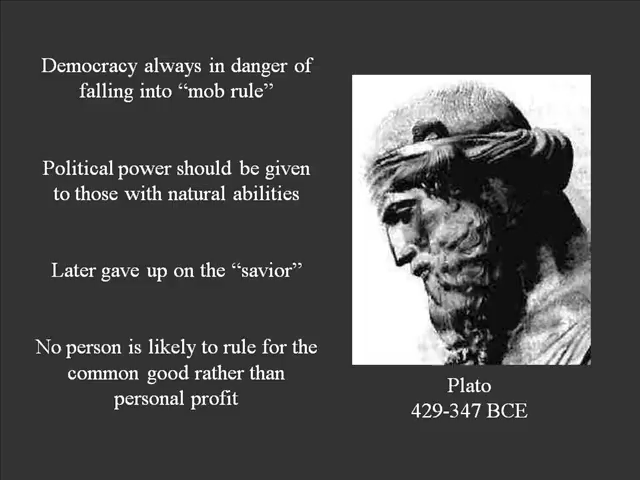 Democracy always in danger of
falling into “mob rule”
Political power should be given
to those with natural abilities
Later gave up on the “savior”
No person is likely to rule for the
common good rather than
personal profit
Plato
429-347 BCE